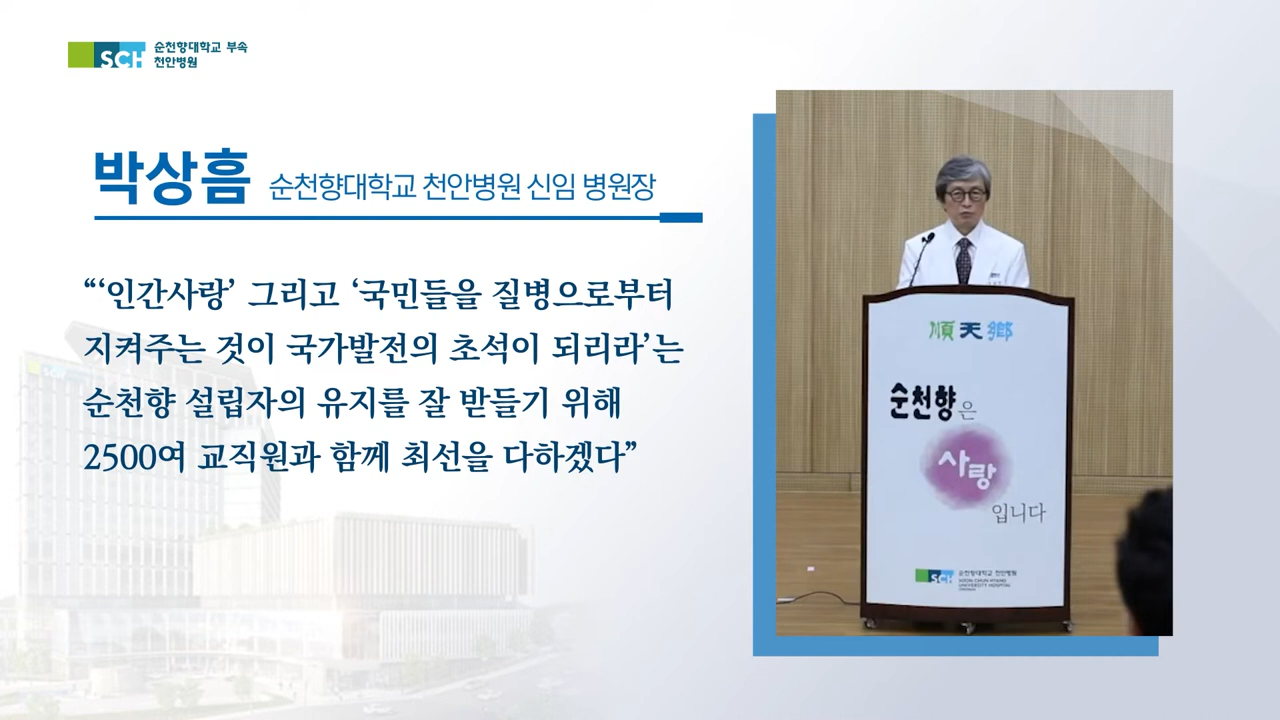 SCH 순천향대학교 부속
천안병원
박상흠 순천향대학교 천안병원 신임 병원장
“‘인간사랑’ 그리고 ‘국민들을 질병으로부터
지켜주는 것이 국가발전의 초석이 되리라’는
순천향 설립자의 유지를 잘 받들기 위해
2500여 교직원과 함께 최선을 다하겠다”
順天鄕
순천향은
사랑
입니다
SCH 순천향대학교 천안병원
SOON CHUN HYANG
UNIVERSITY HOSPITAL